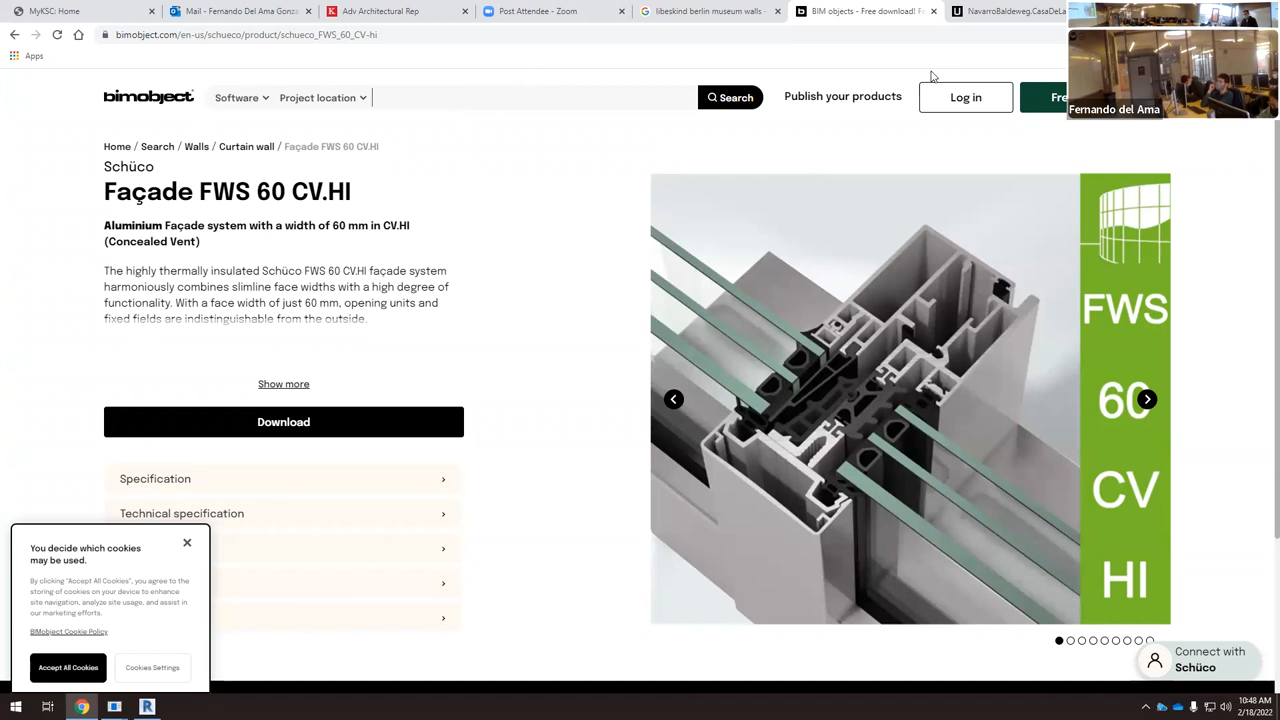 MyKSC: Home
Mail - Fernando Del Ama Gonz
Adv Architectural Rep
Post Attendee - Zoom
libeskind berlin museum walls -
BIM objects - Free download! Fa
NavarroBaldeweg.CasaDeLa
bimobject.com/en-us/schueco/product/schueco_FWS_60_CV-hi
Apps
bimobject
Software
Project location
Search
Publish your products
Log in
Fre
Fernando del Ama
Home / Search / Walls / Curtain wall / Façade FWS 60 CV.HI
Schüco
Façade FWS 60 CV.HI
Aluminium Façade system with a width of 60 mm in CV.HI
(Concealed Vent)
The highly thermally insulated Schüco FWS 60 CV.HI façade system
harmoniously combines slimline face widths with a high degree of
functionality. With a face width of just 60 mm, opening units and
fixed fields are indistinguishable from the outside.
Show more
Download
Specification
Technical specification
FWS
60
CV
HI
You decide which cookies
may be used.
By clicking "Accept All Cookies", you agree to the
storing of cookies on your device to enhance
site navigation, analyze site usage, and assist in
our marketing efforts.
BIMobject Cookie Policy
Accept All Cookies
Cookies Settings
Connect with
Schüco
10:48 AM
2/18/2022